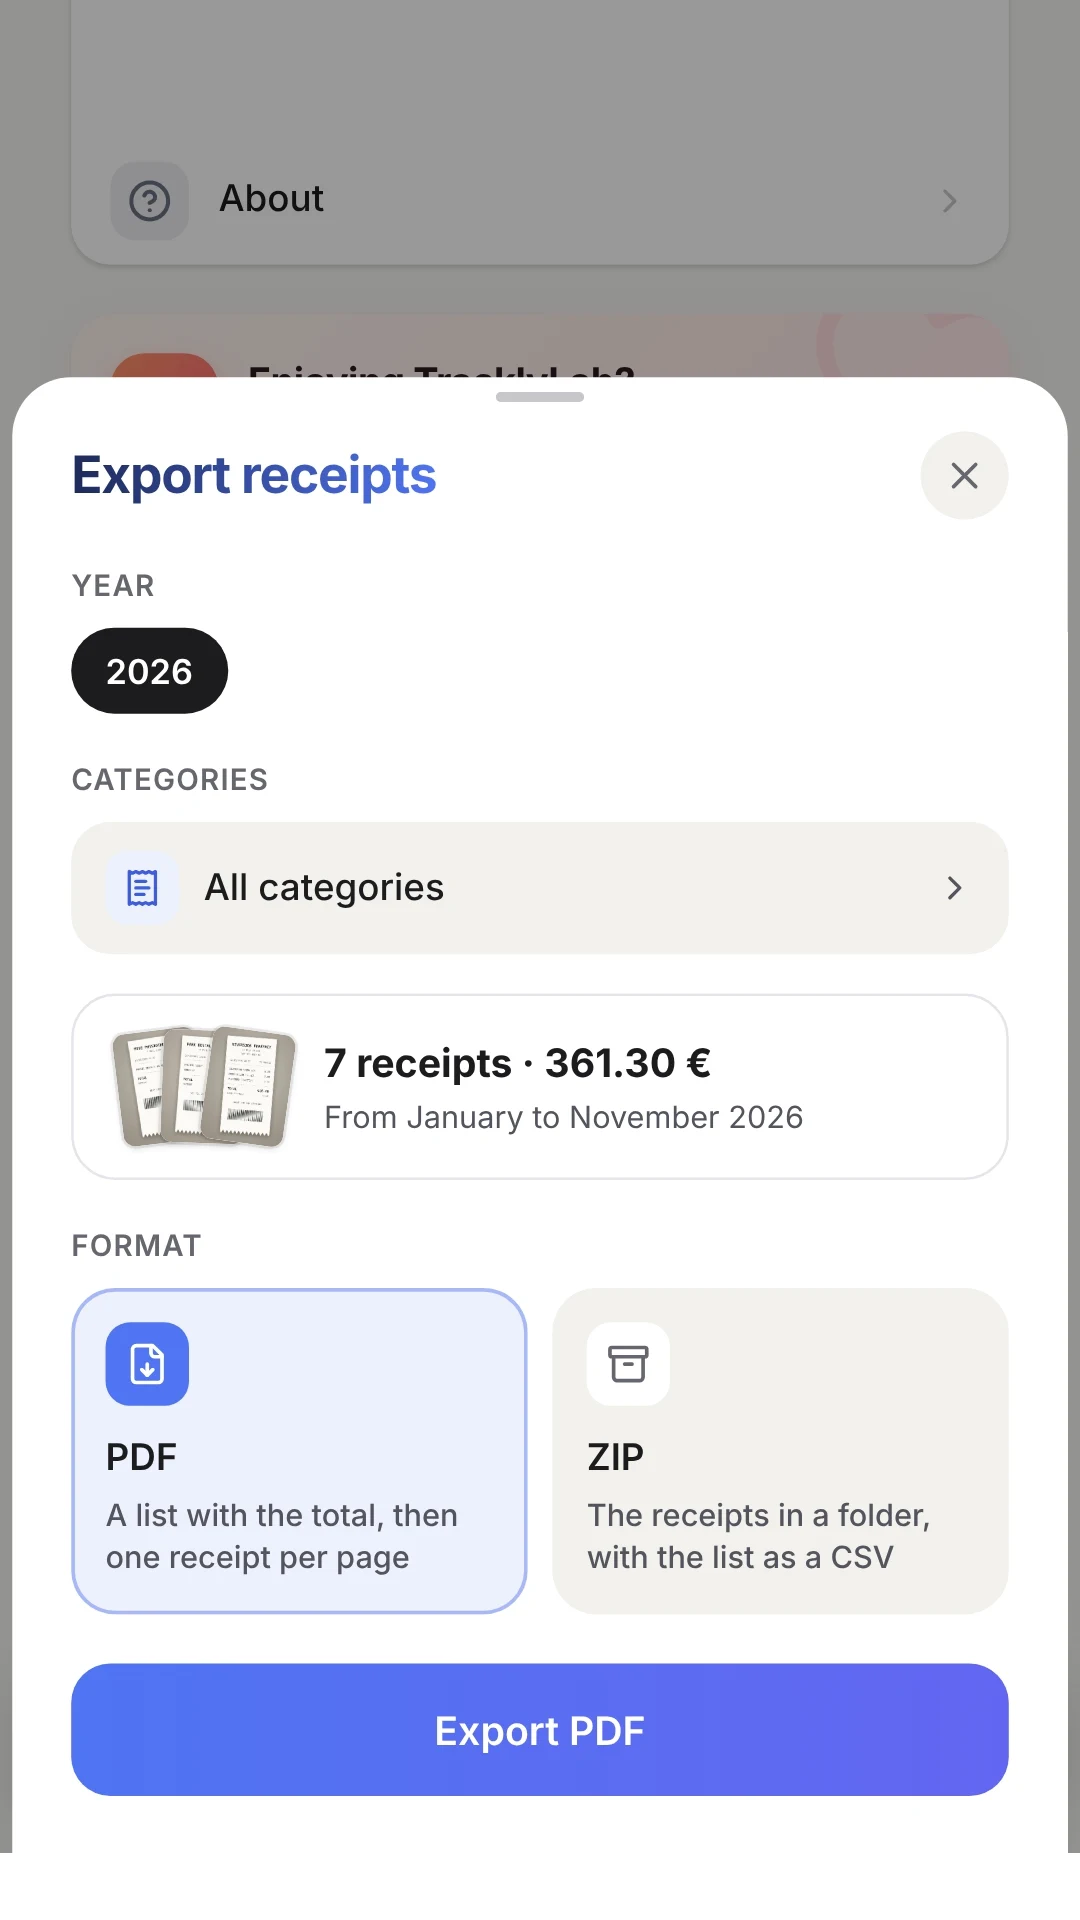 About
Enjoying TracklyLab?
Export receipts
YEAR
2026
CATEGORIES
All categories
7 receipts · 361.30 €
From January to November 2026
FORMAT
PDF
A list with the total, then
one receipt per page
ZIP
The receipts in a folder,
with the list as a CSV
Export PDF